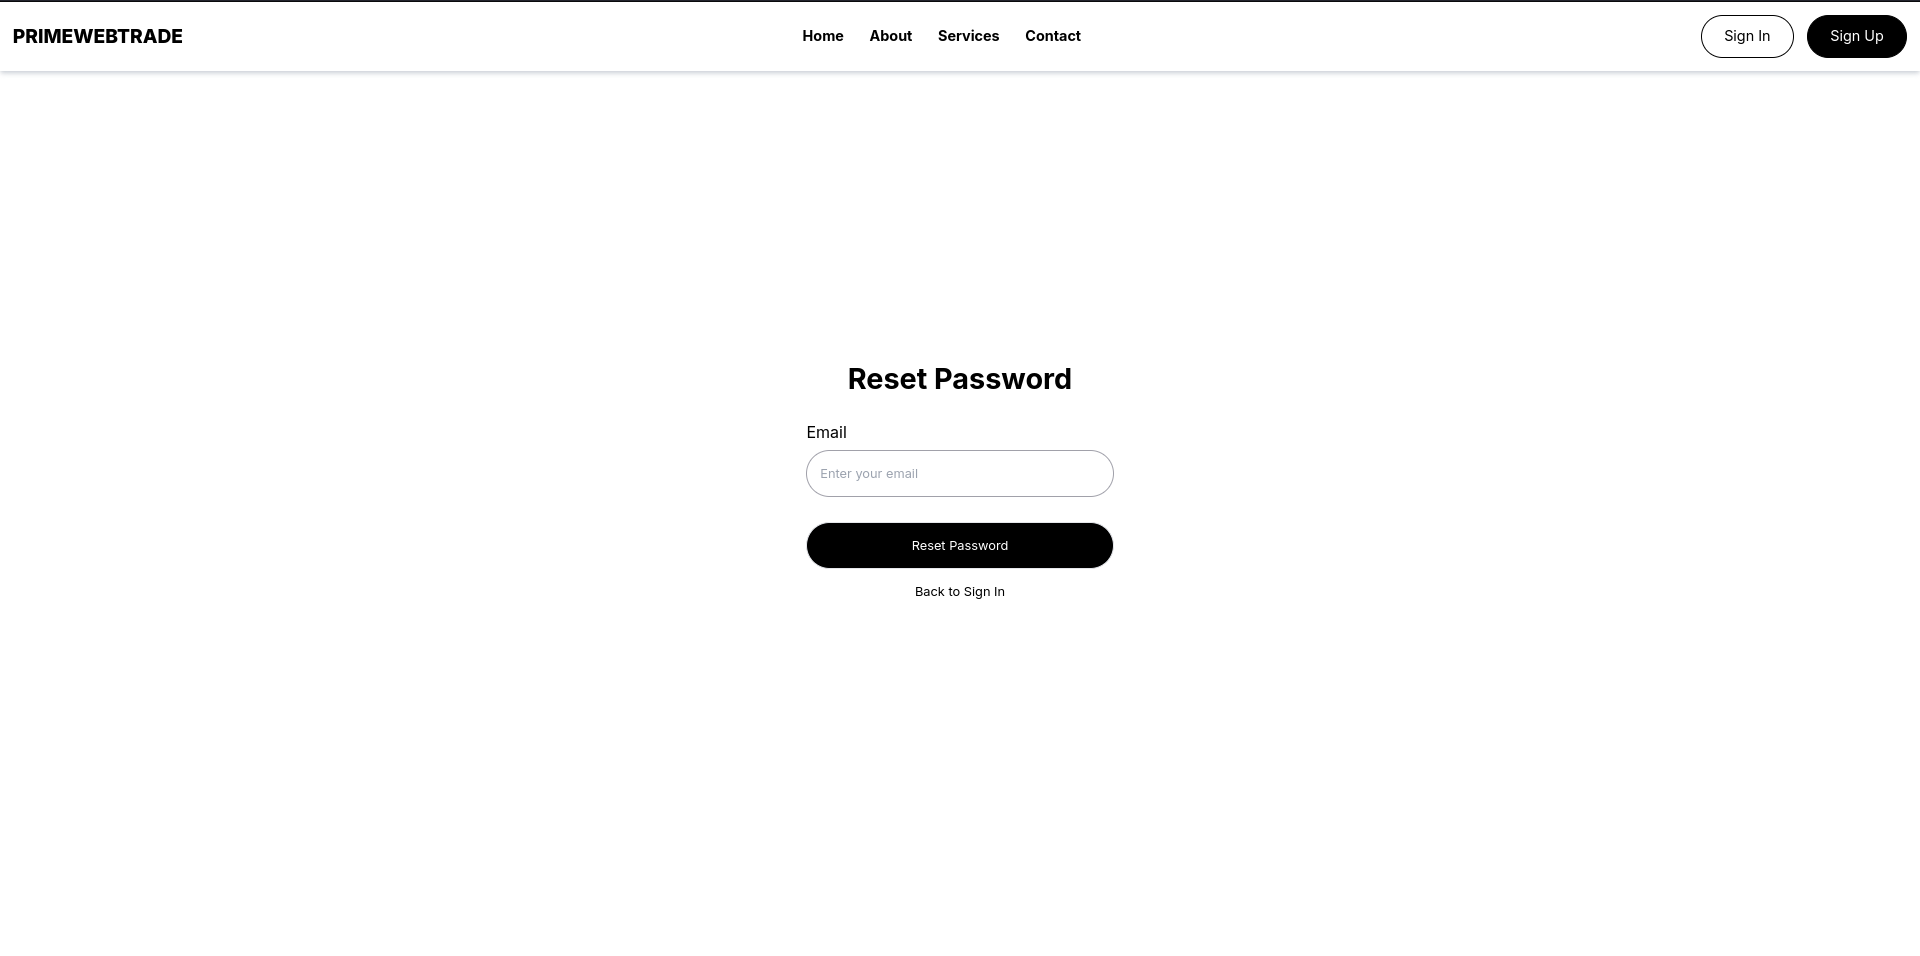 PRIMEWEBTRADE
Home About Services Contact
Sign In Sign Up
Reset Password
Email
Enter your email
Reset Password
Back to Sign In